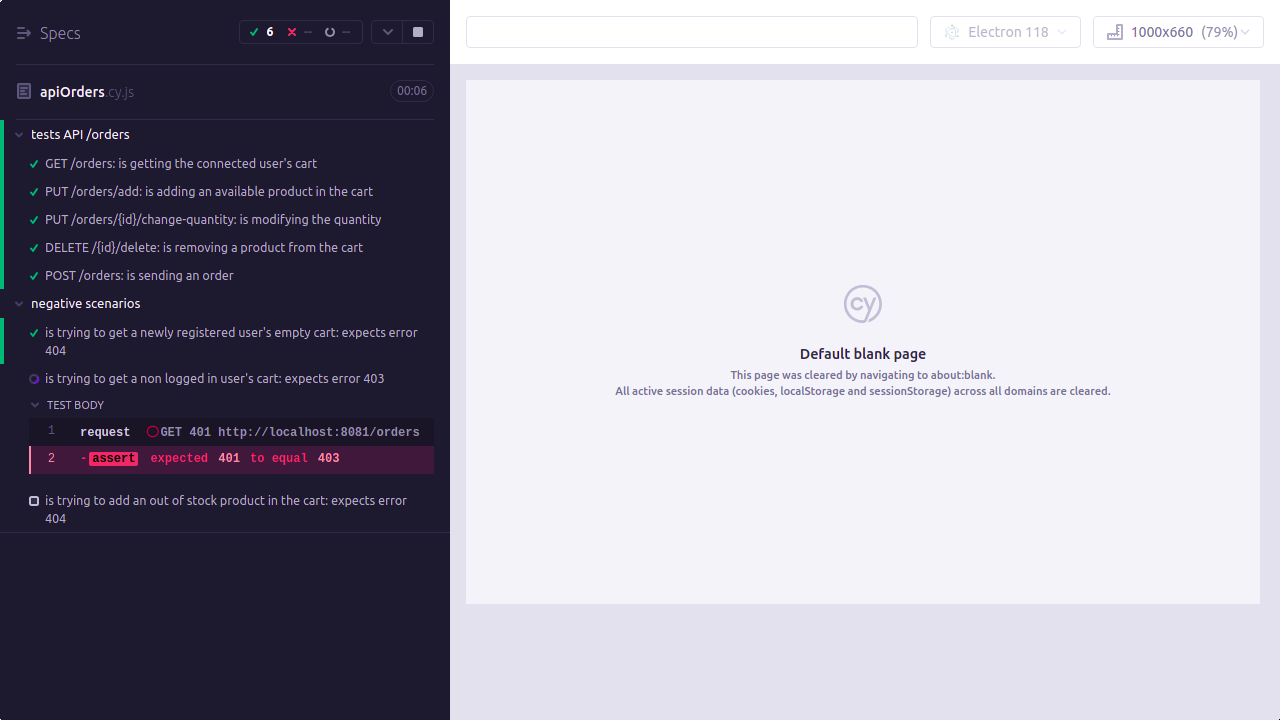 Specs
6 -- --
Electron 118
1000x660 (79%)
apiOrders.cy.js
00:06
tests API /orders
GET /orders: is getting the connected user's cart
PUT /orders/add: is adding an available product in the cart
PUT /orders/{id}/change-quantity: is modifying the quantity
DELETE /{id}/delete: is removing a product from the cart
POST /orders: is sending an order
negative scenarios
is trying to get a newly registered user's empty cart: expects error
404
is trying to get a non logged in user's cart: expects error 403
TEST BODY
1 request GET 401 http://localhost:8081/orders
2 -assert expected 401 to equal 403
is trying to add an out of stock product in the cart: expects error
404
cy
Default blank page
This page was cleared by navigating to about:blank.
All active session data (cookies, localStorage and sessionStorage) across all domains are cleared.